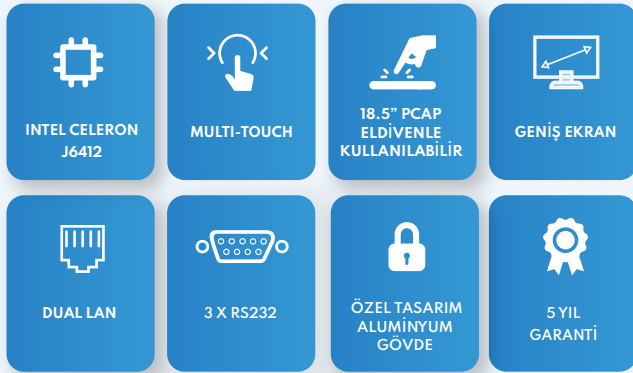 INTEL CELERON
J6412
MULTI-TOUCH
18.5” PCAP
ELDİVENLE
KULLANILABİLİR
GENİŞ EKRAN
DUAL LAN
3 X RS232
ÖZEL TASARIM
ALUMİNYUM
GÖVDE
5 YIL
GARANTİ